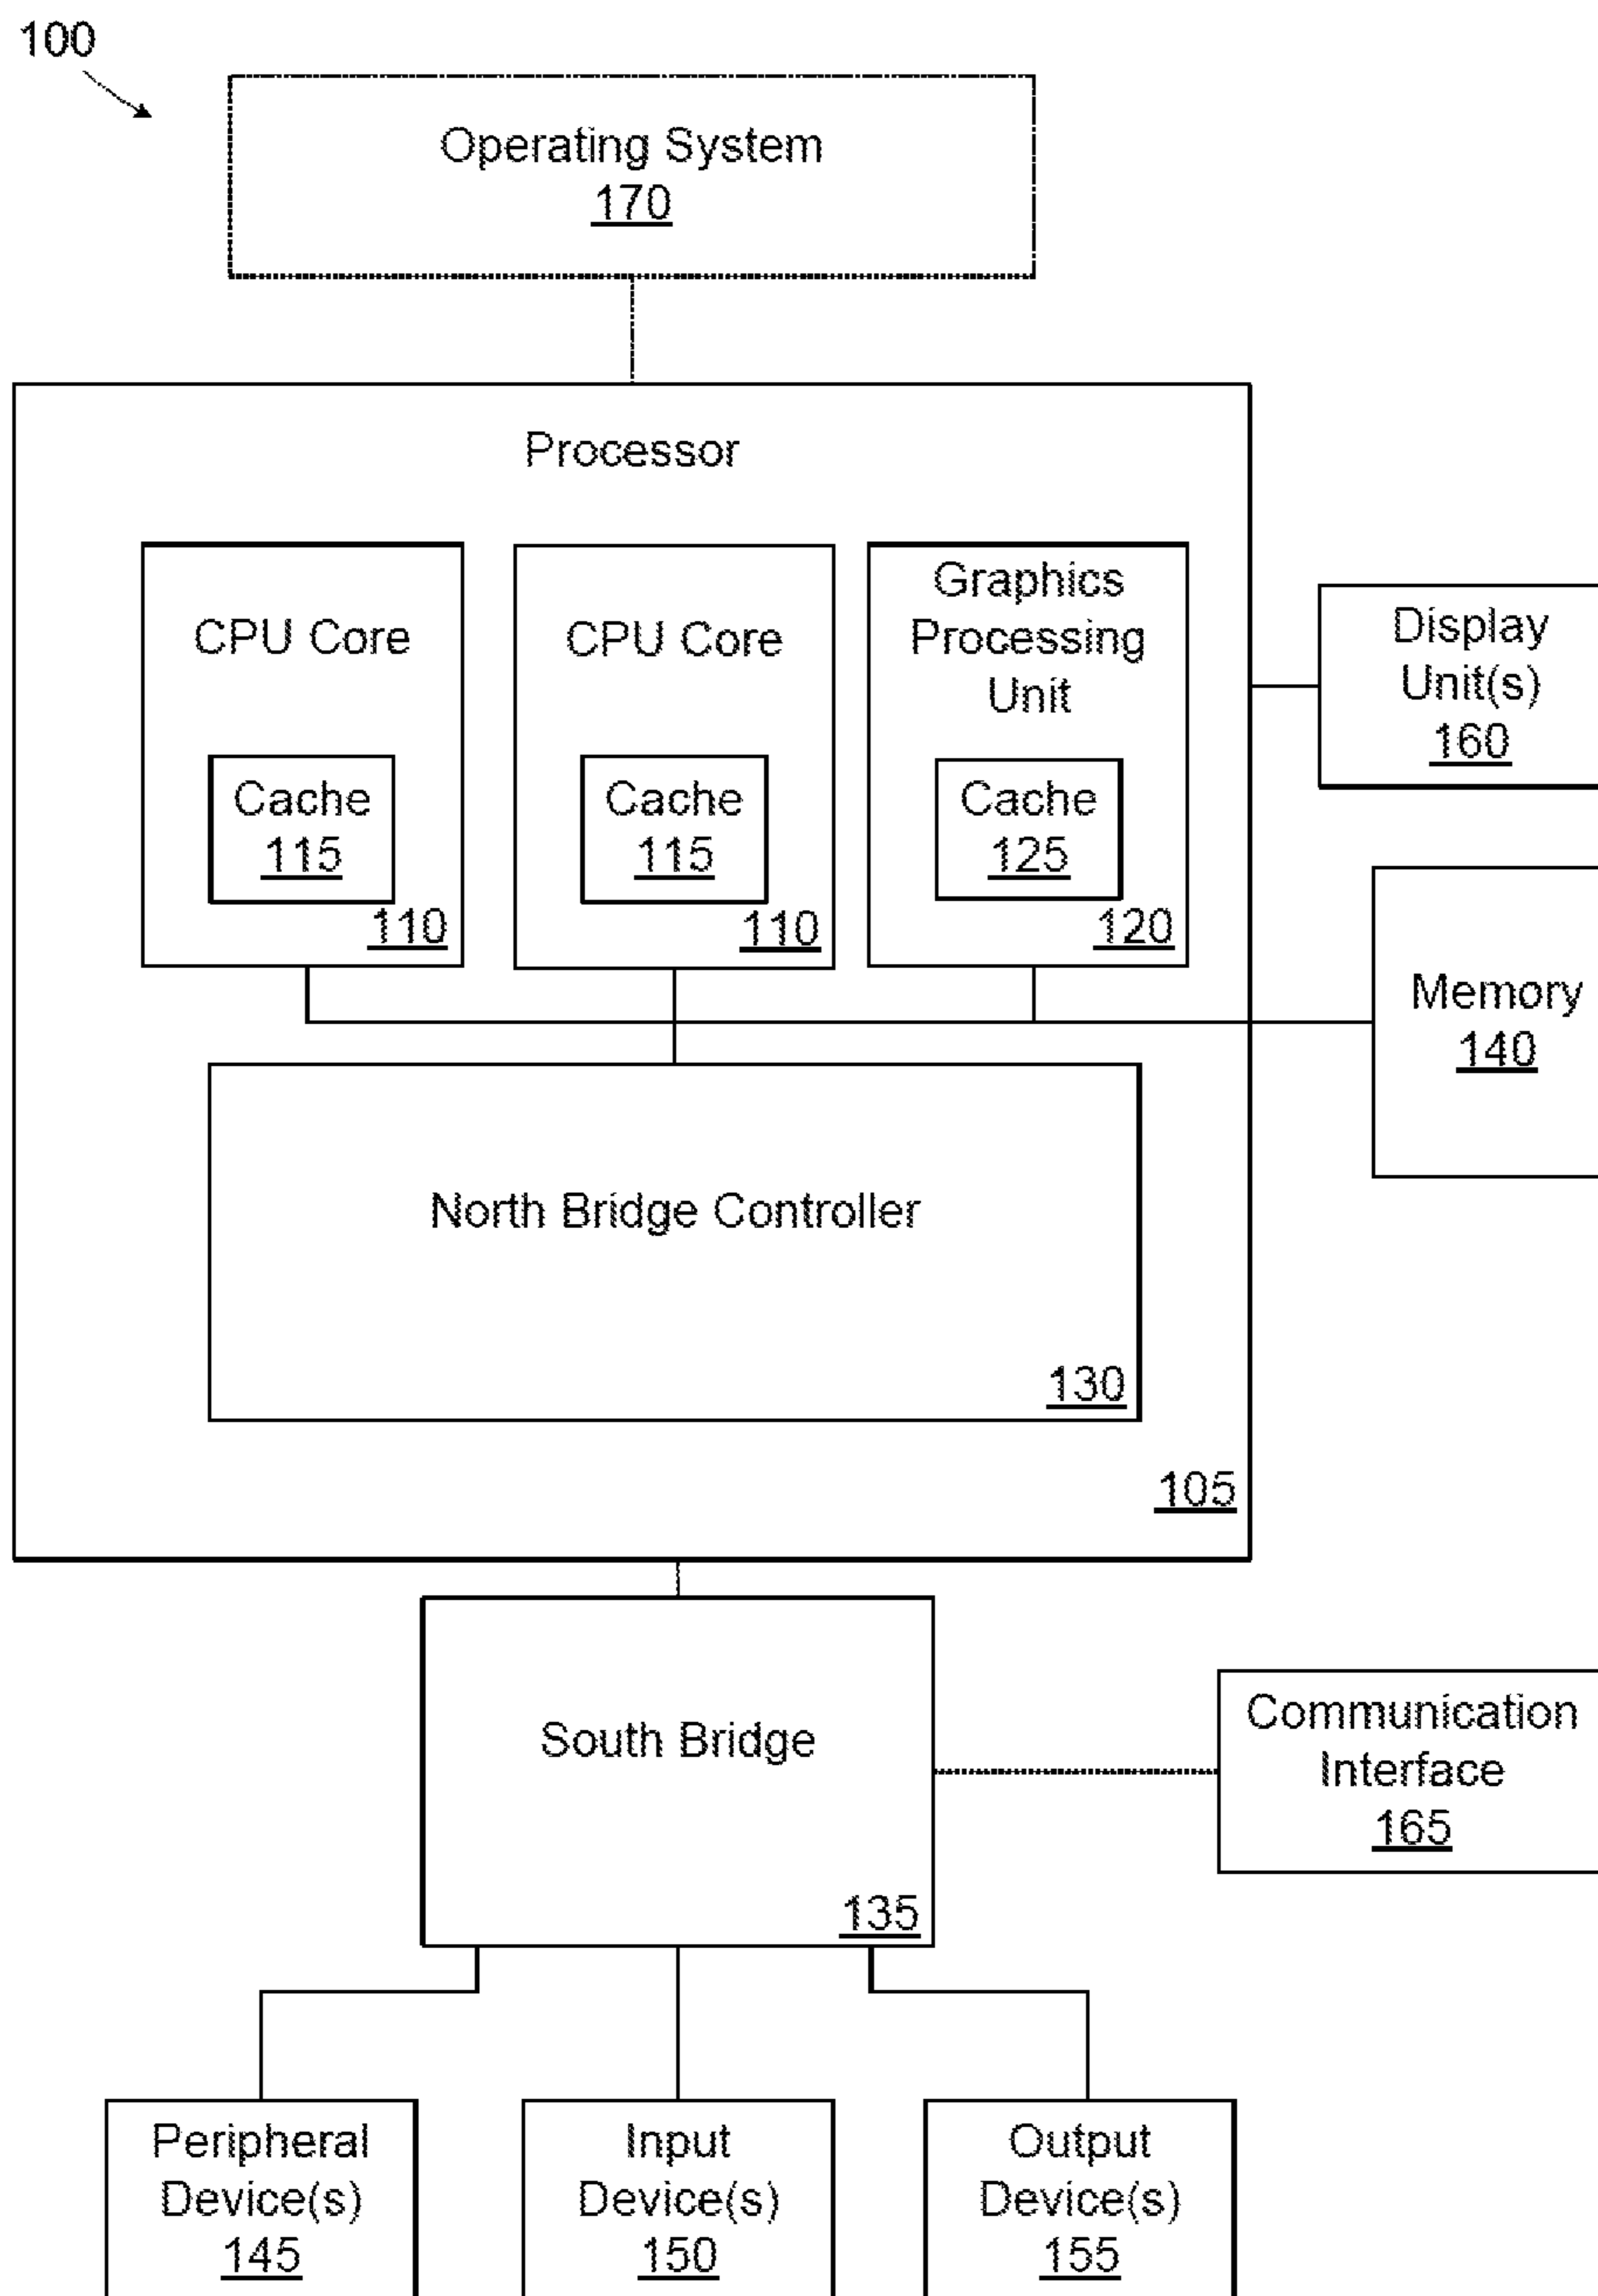 100
Operating System
170
Processor
CPU Core
Cache
115
110
CPU Core
Cache
115
110
Graphics
Processing
Unit
Cache
125
120
Display
Unit(s)
160
Memory
140
North Bridge Controller
130
105
South Bridge
135
Communication
Interface
165
Peripheral
Device(s)
145
Input
Device(s)
150
Output
Device(s)
155